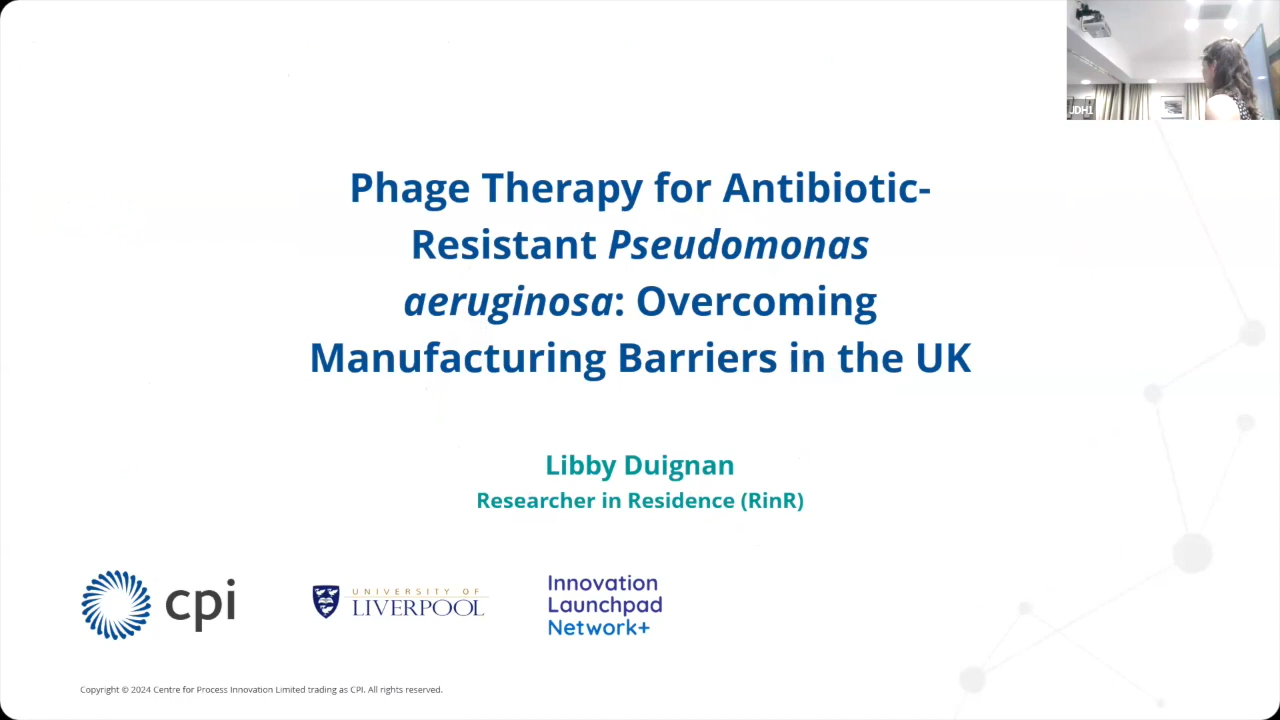 JDH1
Phage Therapy for Antibiotic-
Resistant Pseudomonas
aeruginosa: Overcoming
Manufacturing Barriers in the UK
Libby Duignan
Researcher in Residence (RinR)
cpi
UNIVERSITY OF
LIVERPOOL
Innovation
Launchpad
Network+
Copyright © 2024 Centre for Process Innovation Limited trading as CPI. All rights reserved.